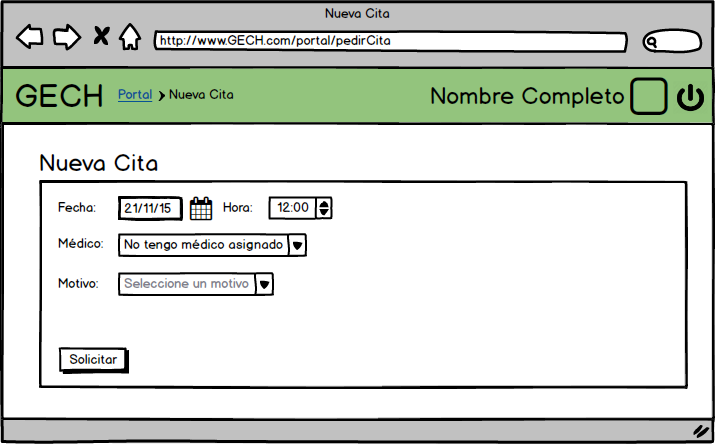 Nueva Cita
http://www.GECH.com/portal/pedirCita
GECH Portal Nueva Cita Nombre Completo
Nueva Cita
Fecha: 21/11/15 Hora: 12:00
Médico: No tengo médico asignado
Motivo: Seleccione un motivo
Solicitar